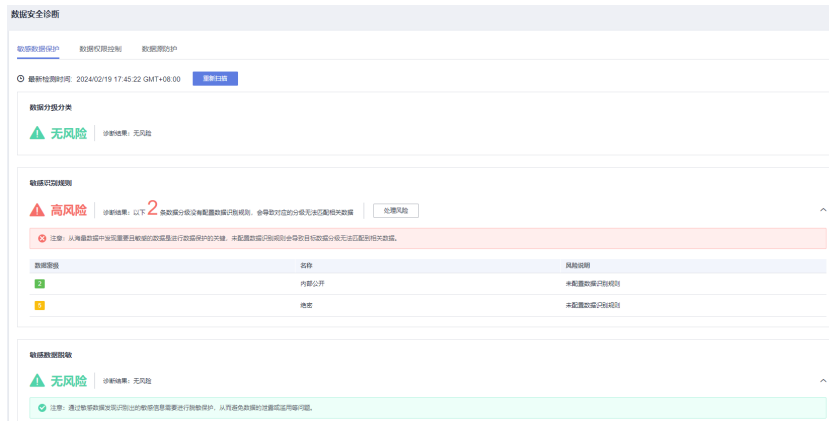 数据安全诊断
敏感数据保护 数据权限控制 数据源防护
最新检测时间: 2024/02/19 17:45:22 GMT+08:00 重新扫描
数据分级分类
无风险 诊断结果：无风险
敏感识别规则
高风险 诊断结果：以下 2 条数据分级没有配置数据识别规则，会导致对应的分级无法匹配相关数据 处理风险
注意：从海量数据中发现重要且敏感的数据是进行数据保护的关键，未配置数据识别规则会导致目标数据分级无法匹配到相关数据。
数据密级 名称 风险说明
2 内部公开 未配置数据识别规则
5 绝密 未配置数据识别规则
敏感数据脱敏
无风险 诊断结果：无风险
注意：通过敏感数据发现识别出的敏感信息需要进行脱敏保护，从而避免数据的泄露或滥用等问题。